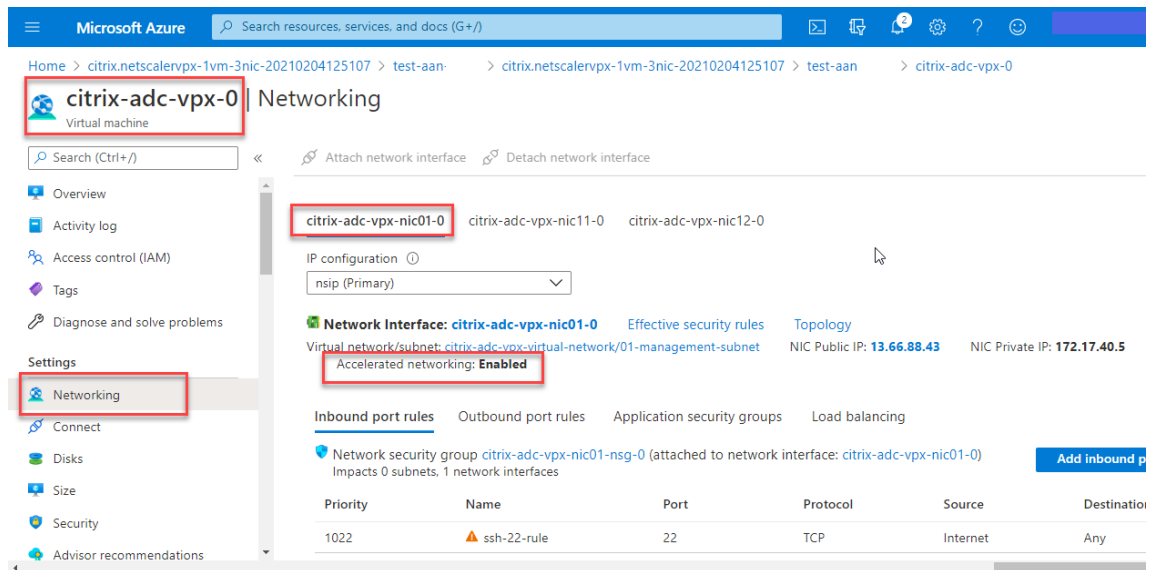 Microsoft Azure
Search resources, services, and docs (G+/)
2
Home > citrix.netscalervpx-1vm-3nic-20210204125107 > test-aan > citrix.netscalervpx-1vm-3nic-20210204125107 > test-aan > citrix-adc-vpx-0
citrix-adc-vpx-0 | Networking
Virtual machine
Search (Ctrl+/)
«
Attach network interface
Detach network interface
Overview
Activity log
Access control (IAM)
Tags
Diagnose and solve problems
Settings
Networking
Connect
Disks
Size
Security
Advisor recommendations
citrix-adc-vpx-nic01-0 citrix-adc-vpx-nic11-0 citrix-adc-vpx-nic12-0
IP configuration
nsip (Primary)
Network Interface: citrix-adc-vpx-nic01-0 Effective security rules Topology
Virtual network/subnet: citrix-adc-vpx-virtual-network/01-management-subnet NIC Public IP: 13.66.88.43 NIC Private IP: 172.17.40.5
Accelerated networking: Enabled
Inbound port rules Outbound port rules Application security groups Load balancing
Network security group citrix-adc-vpx-nic01-nsg-0 (attached to network interface: citrix-adc-vpx-nic01-0)
Impacts 0 subnets, 1 network interfaces
Add inbound p
Priority Name Port Protocol Source Destination
1022 ssh-22-rule 22 TCP Internet Any